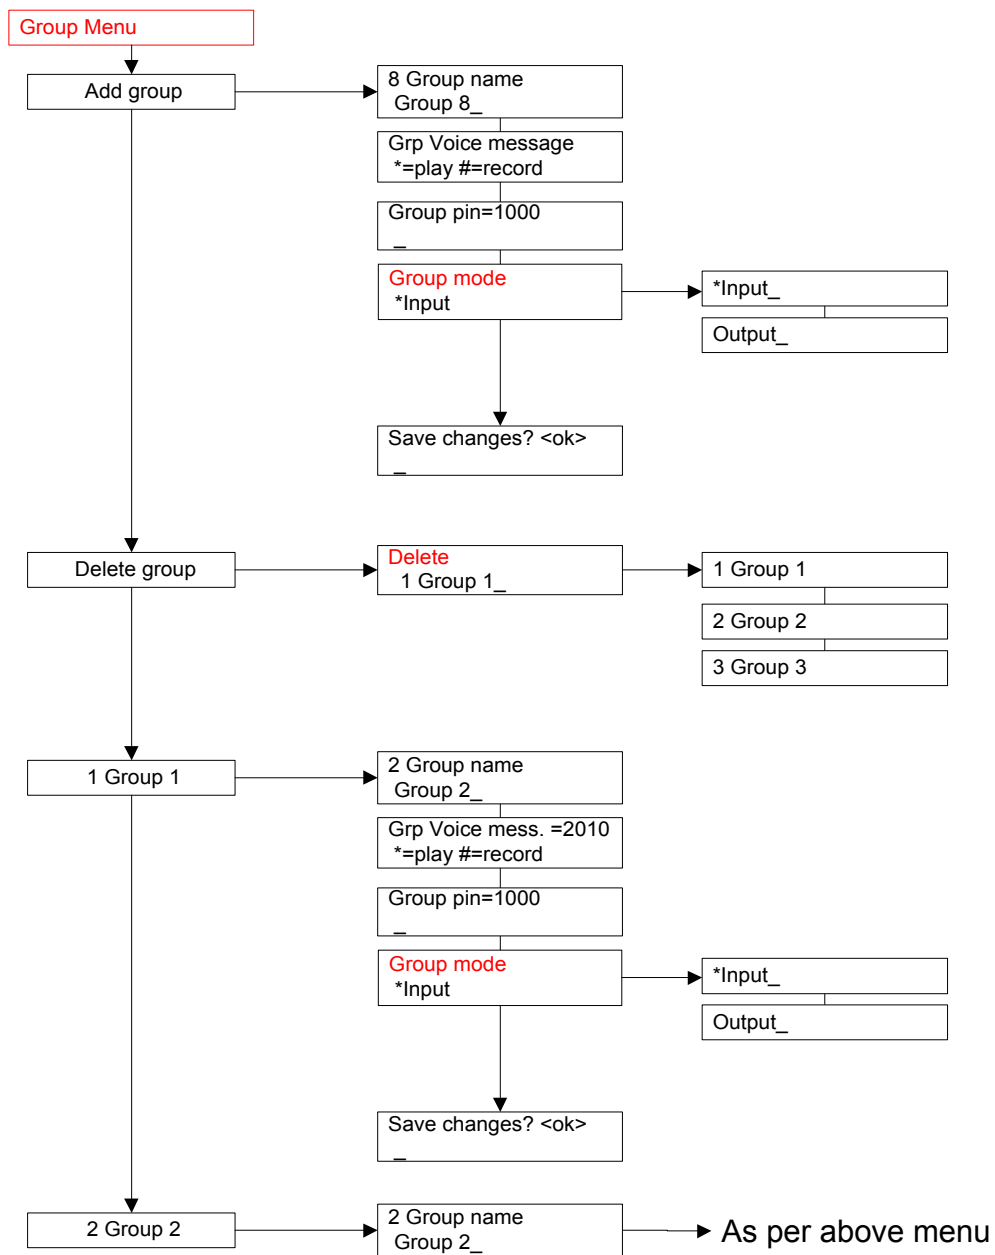 Group Menu
Add group
8 Group name
Group 8_
Grp Voice message
*=play #=record
Group pin=1000
_
Group mode
*Input
*Input_
Output_
Save changes? <ok>
_
Delete group
Delete
1 Group 1_
1 Group 1
2 Group 2
3 Group 3
1 Group 1
2 Group name
Group 2_
Grp Voice mess. =2010
*=play #=record
Group pin=1000
_
Group mode
*Input
*Input_
Output_
Save changes? <ok>
_
2 Group 2
2 Group name
Group 2_
As per above menu